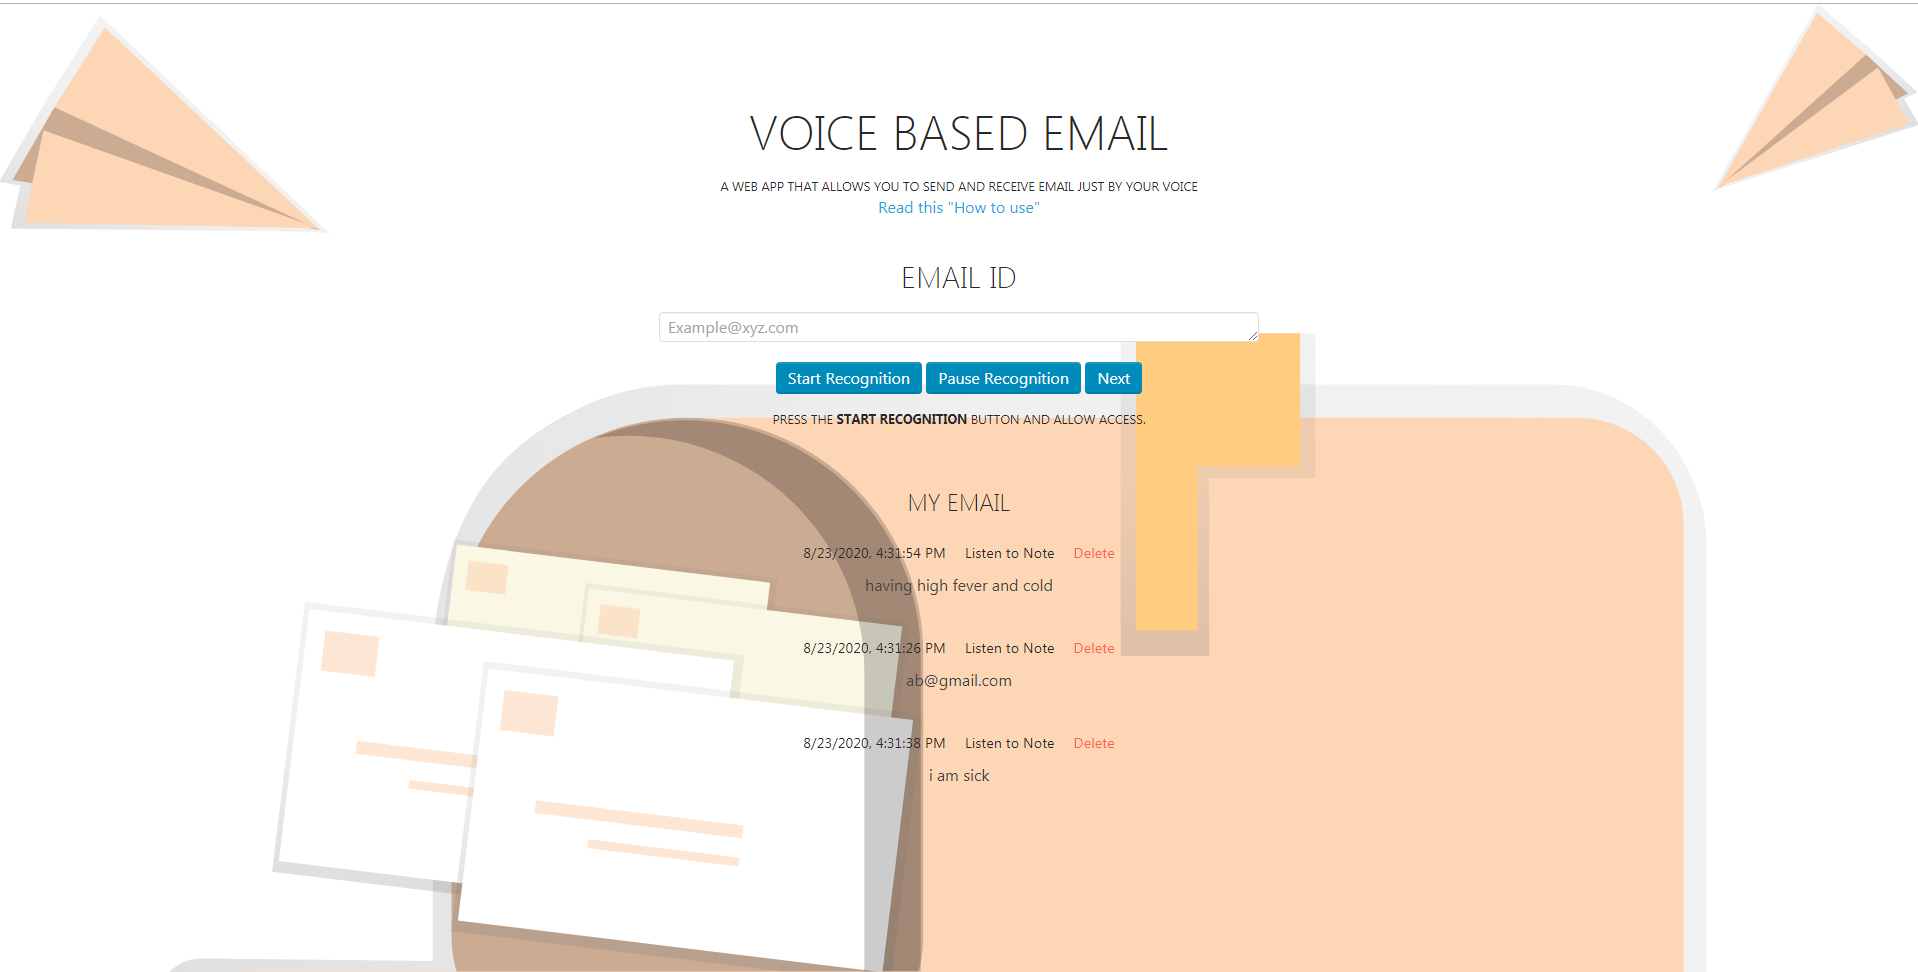 VOICE BASED EMAIL
A WEB APP THAT ALLOWS YOU TO SEND AND RECEIVE EMAIL JUST BY YOUR VOICE
Read this "How to use"
EMAIL ID
Example@xyz.com
Start Recognition Pause Recognition Next
PRESS THE START RECOGNITION BUTTON AND ALLOW ACCESS.
MY EMAIL
8/23/2020, 4:31:54 PM Listen to Note Delete
having high fever and cold
8/23/2020, 4:31:26 PM Listen to Note Delete
ab@gmail.com
8/23/2020, 4:31:38 PM Listen to Note Delete
i am sick